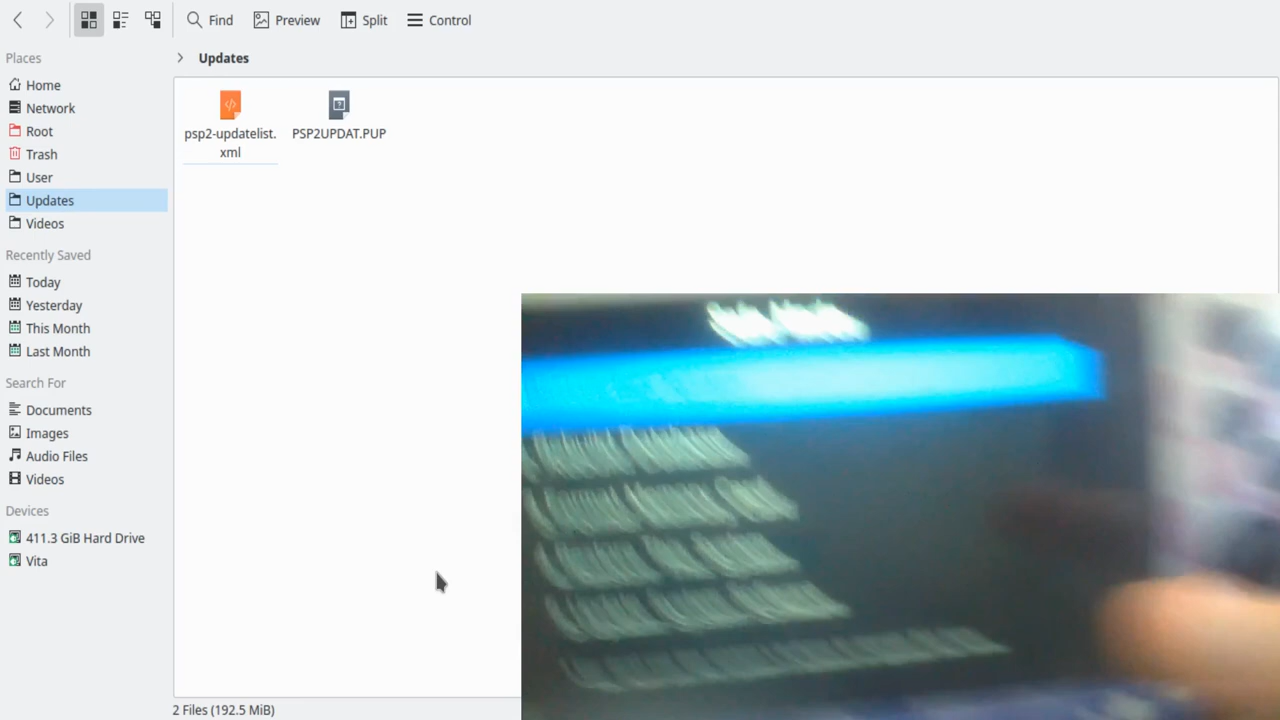 Find
Preview
Split
Control
Places
Home
Network
Root
Trash
User
Updates
Videos
Recently Saved
Today
Yesterday
This Month
Last Month
Search For
Documents
Images
Audio Files
Videos
Devices
411.3 GiB Hard Drive
Vita
Updates
psp2-updatelist.
xml
PSP2UPDAT.PUP
2 Files (192.5 MiB)